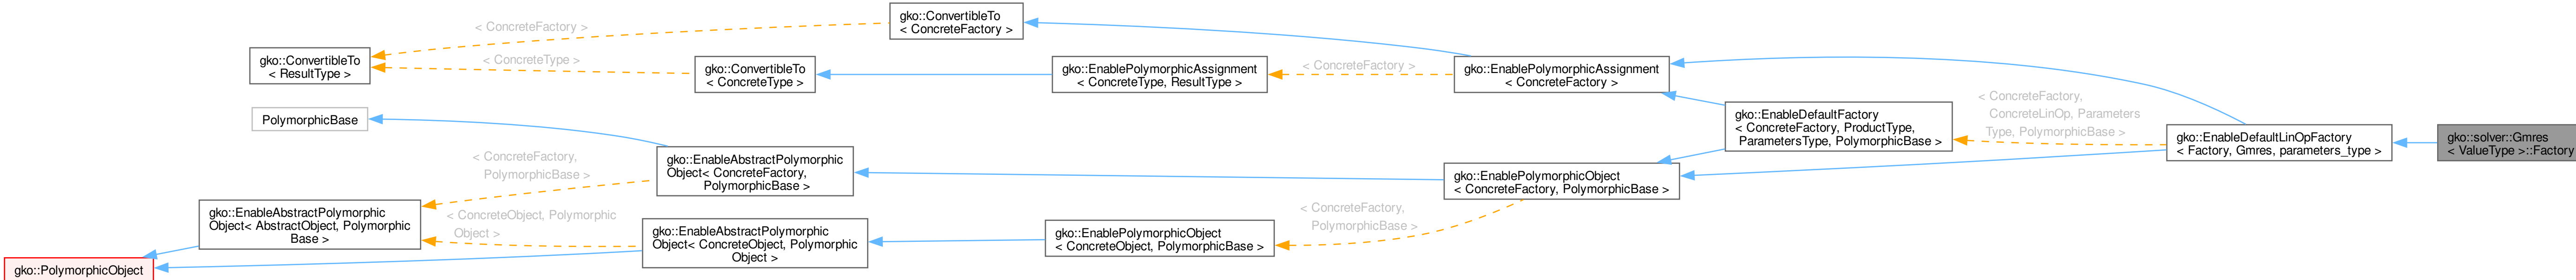 gko::ConvertibleTo
< ConcreteFactory >
< ConcreteFactory >
gko::ConvertibleTo
< ResultType >
< ConcreteType >
gko::ConvertibleTo
< ConcreteType >
gko::EnablePolymorphicAssignment
< ConcreteType, ResultType >
< ConcreteFactory >
gko::EnablePolymorphicAssignment
< ConcreteFactory >
PolymorphicBase
gko::EnableDefaultFactory
< ConcreteFactory, ProductType,
ParametersType, PolymorphicBase >
< ConcreteFactory,
ConcreteLinOp, Parameters
Type, PolymorphicBase >
gko::EnableDefaultLinOpFactory
< Factory, Gmres, parameters_type >
gko::solver::Gmres
< ValueType >::Factory
< ConcreteFactory,
PolymorphicBase >
gko::EnableAbstractPolymorphic
Object< ConcreteFactory,
PolymorphicBase >
gko::EnablePolymorphicObject
< ConcreteFactory, PolymorphicBase >
gko::EnableAbstractPolymorphic
Object< AbstractObject, Polymorphic
Base >
< ConcreteObject, Polymorphic
Object >
gko::EnableAbstractPolymorphic
Object< ConcreteObject, Polymorphic
Object >
gko::EnablePolymorphicObject
< ConcreteObject, PolymorphicBase >
< ConcreteFactory,
PolymorphicBase >
gko::PolymorphicObject